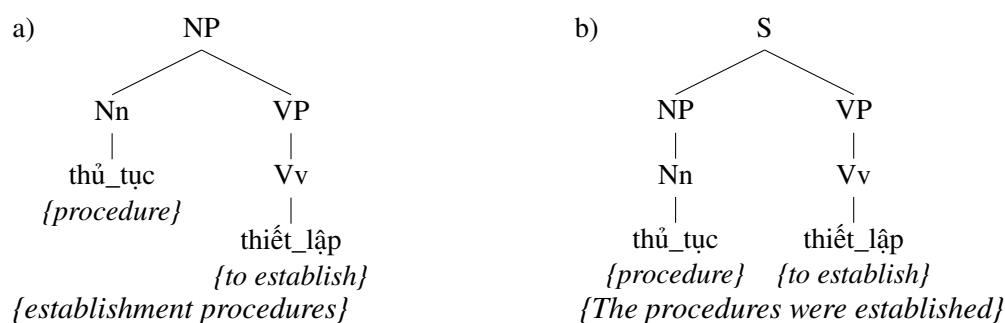 a) NP
Nn VP
thủ_tục Vv
{procedure}
thiết_lập
{to establish}
{establishment procedures}
b) S
NP VP
Nn Vv
thủ_tục thiết_lập
{procedure} {to establish}
{The procedures were established}